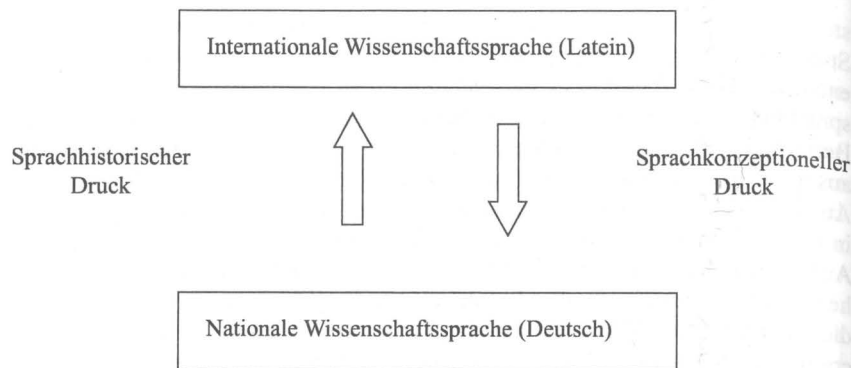 Internationale Wissenschaftssprache (Latein)
Sprachhistorischer
Druck
Sprachkonzeptioneller
Druck
Nationale Wissenschaftssprache (Deutsch)